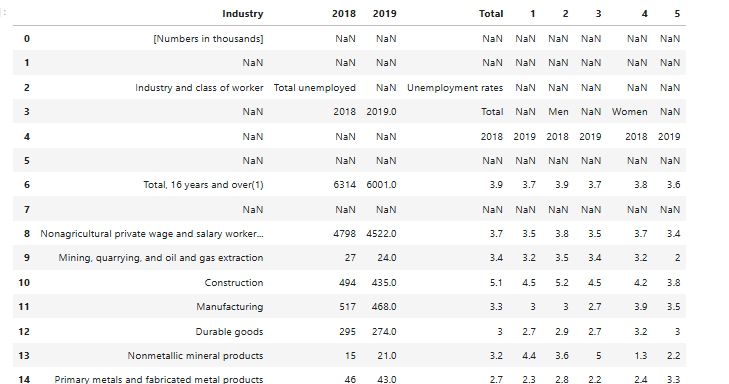 Industry 2018 2019 Total 1 2 3 4 5
0 [Numbers in thousands] NaN NaN NaN NaN NaN NaN NaN NaN
1 NaN NaN NaN NaN NaN NaN NaN NaN NaN
2 Industry and class of worker Total unemployed NaN Unemployment rates NaN NaN NaN NaN NaN
3 NaN 2018 2019.0 Total NaN Men NaN Women NaN
4 NaN NaN NaN 2018 2019 2018 2019 2018 2019
5 NaN NaN NaN NaN NaN NaN NaN NaN NaN
6 Total, 16 years and over(1) 6314 6001.0 3.9 3.7 3.9 3.7 3.8 3.6
7 NaN NaN NaN NaN NaN NaN NaN NaN NaN
8 Nonagricultural private wage and salary worker... 4798 4522.0 3.7 3.5 3.8 3.5 3.7 3.4
9 Mining, quarrying, and oil and gas extraction 27 24.0 3.4 3.2 3.5 3.4 3.2 2
10 Construction 494 435.0 5.1 4.5 5.2 4.5 4.2 3.8
11 Manufacturing 517 468.0 3.3 3 3 2.7 3.9 3.5
12 Durable goods 295 274.0 3 2.7 2.9 2.7 3.2 3
13 Nonmetallic mineral products 15 21.0 3.2 4.4 3.6 5 1.3 2.2
14 Primary metals and fabricated metal products 46 43.0 2.7 2.3 2.8 2.2 2.4 3.3